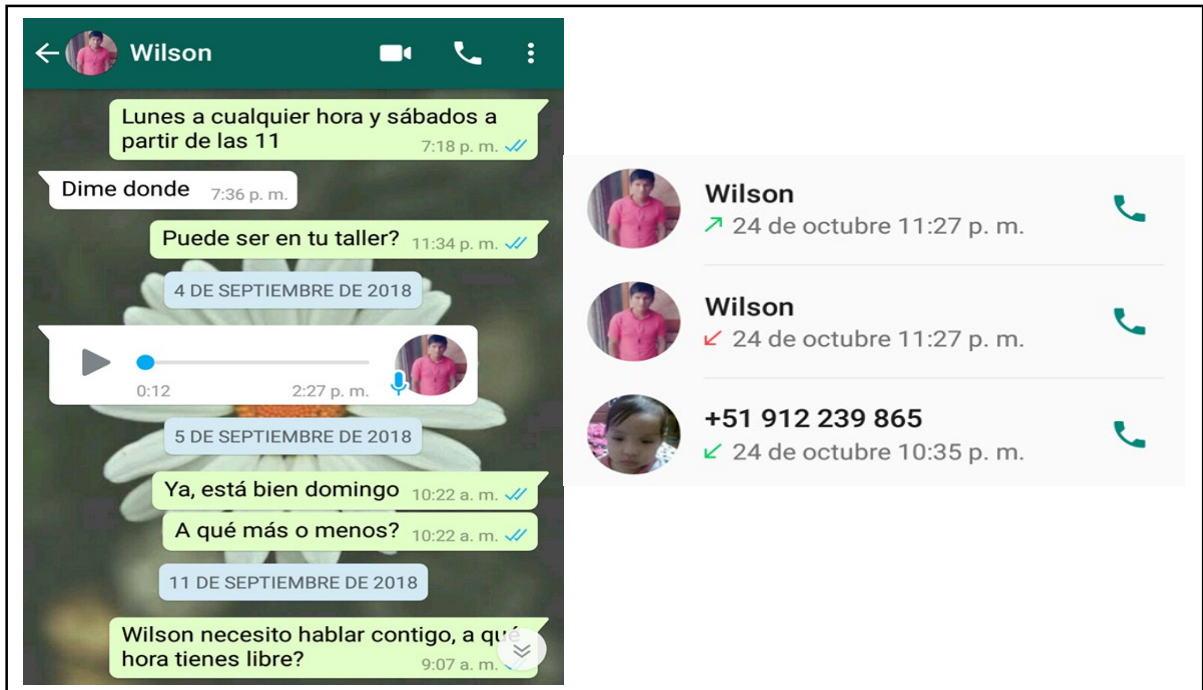 Wilson
Lunes a cualquier hora y sábados a
partir de las 11
7:18 p. m.
Dime donde 7:36 p. m.
Puede ser en tu taller? 11:34 p. m.
4 DE SEPTIEMBRE DE 2018
0:12 2:27 p. m.
5 DE SEPTIEMBRE DE 2018
Ya, está bien domingo 10:22 a. m.
A qué más o menos? 10:22 a. m.
11 DE SEPTIEMBRE DE 2018
Wilson necesito hablar contigo, a qué
hora tienes libre? 9:07 a. m.
Wilson
24 de octubre 11:27 p. m.
Wilson
24 de octubre 11:27 p. m.
+51 912 239 865
24 de octubre 10:35 p. m.